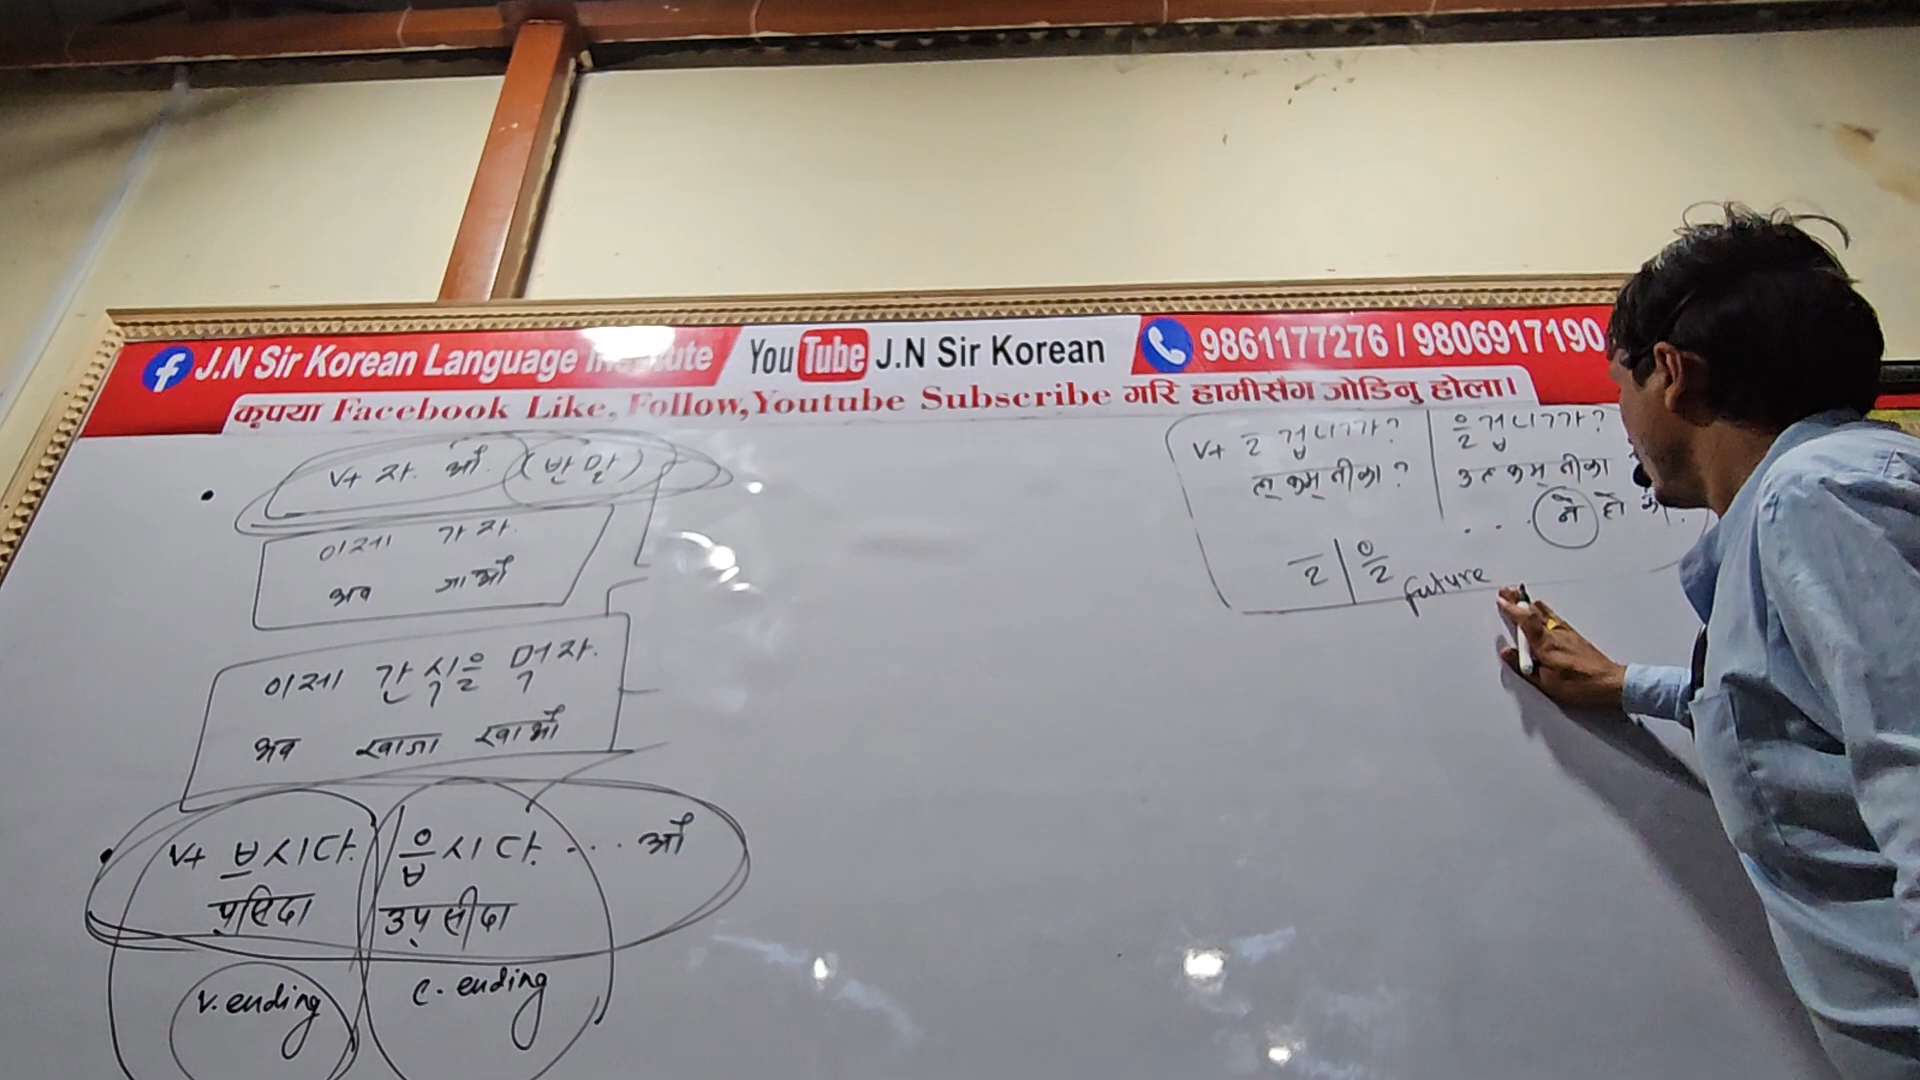 J.N Sir Korean Language Institute
YouTube J.N Sir Korean
9861177276 / 9806917190
कृपया Facebook Like, Follow, Youtube Subscribe गरि हामीसँग जोडिनु होला।
V+ 자. औं. (반말)
이제 가자.
अब जाऔं
이제 간식을 먹자.
अब खाजा खाऔं
V+ ㅂ시다. 읍시다. ... औं
प्सिदा उप्सीदा
V. ending C. ending
V+ ㄹ 겁니까? 을 겁니까?
ल् कम् नीका? उल कम् नीका
... ने हो
ㄹ 을
future